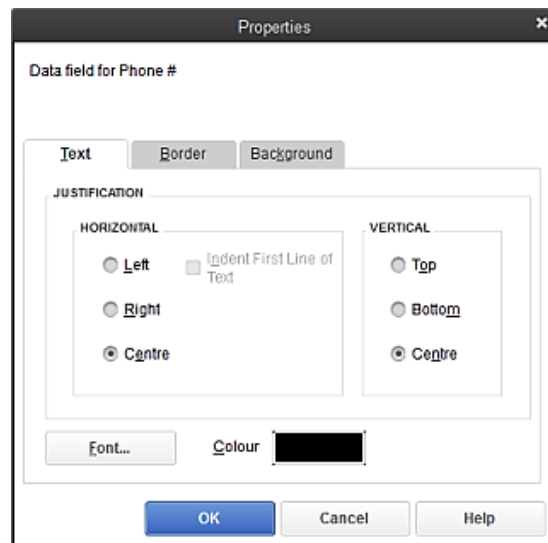 Properties
Data field for Phone #
Text Border Background
JUSTIFICATION
HORIZONTAL VERTICAL
Left Indent First Line of Text Top
Right Bottom
Centre Centre
Font... Colour
OK Cancel Help